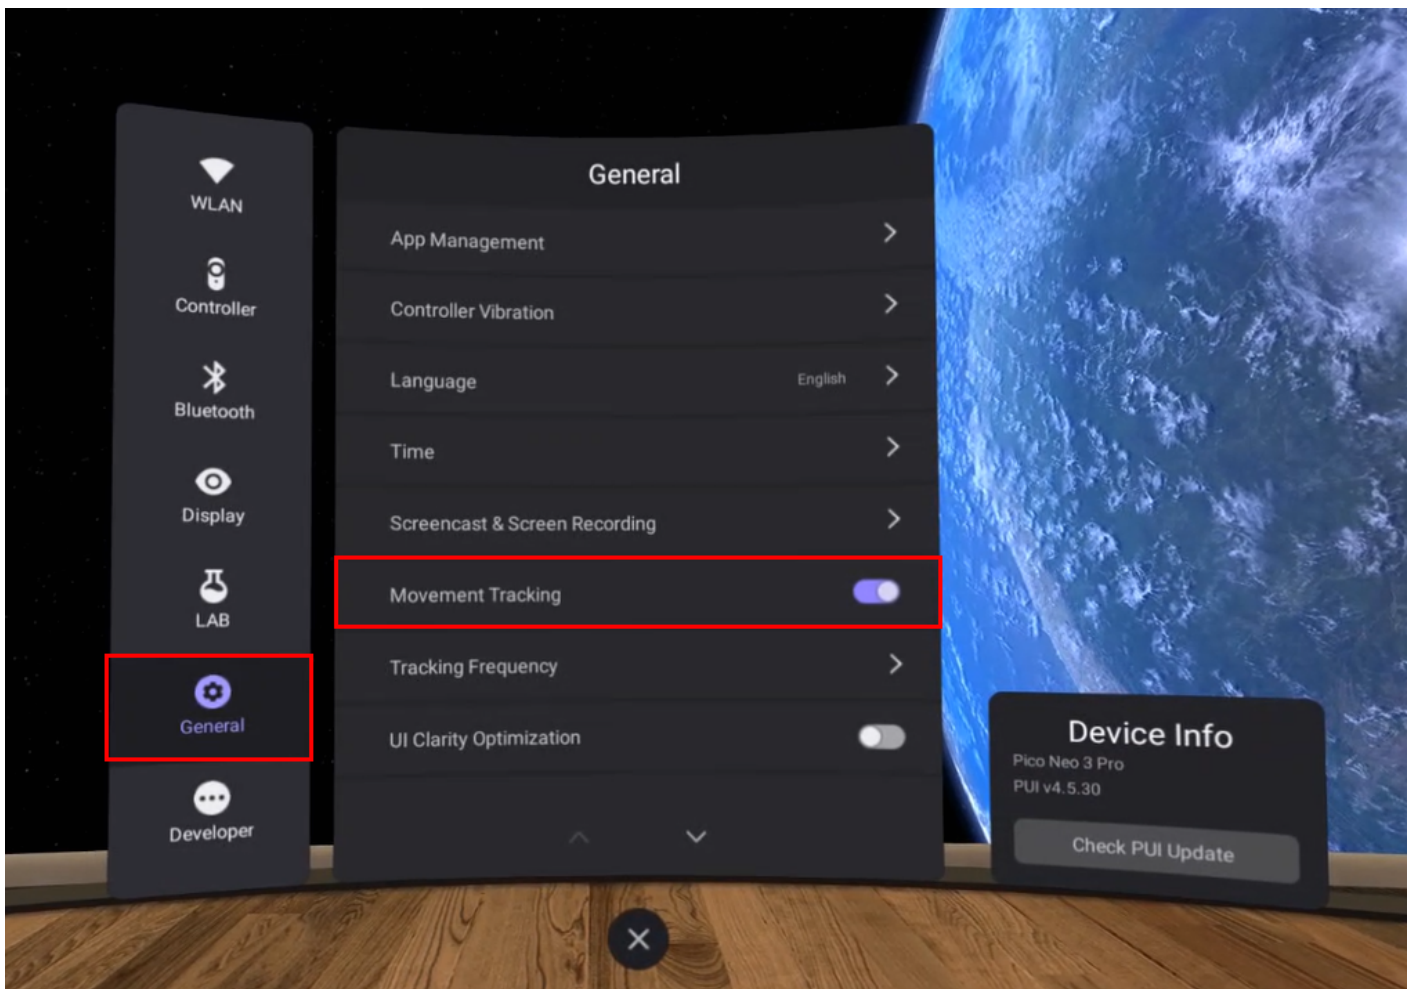 WLAN
Controller
Bluetooth
Display
LAB
General
Developer
General
App Management
Controller Vibration
Language English
Time
Screencast & Screen Recording
Movement Tracking
Tracking Frequency
UI Clarity Optimization
Device Info
Pico Neo 3 Pro
PUI v4.5.30
Check PUI Update